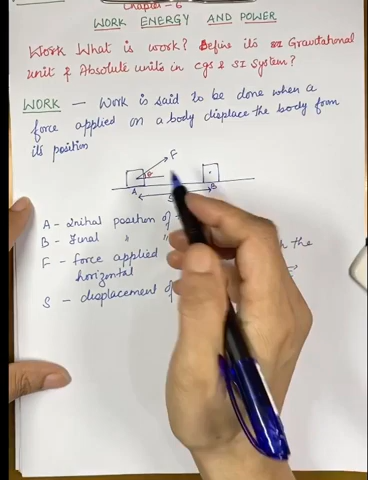 Chapter - 6
WORK ENERGY AND POWER
Work What is work? Define its SI Gravitational
unit & Absolute units in cgs & SI System?
WORK - Work is said to be done when a
force applied on a body displace the body from
its position
F
θ
A
S
B
A - Initial position of
B - Final " "
F - force applied the
horizontal
S - displacement of